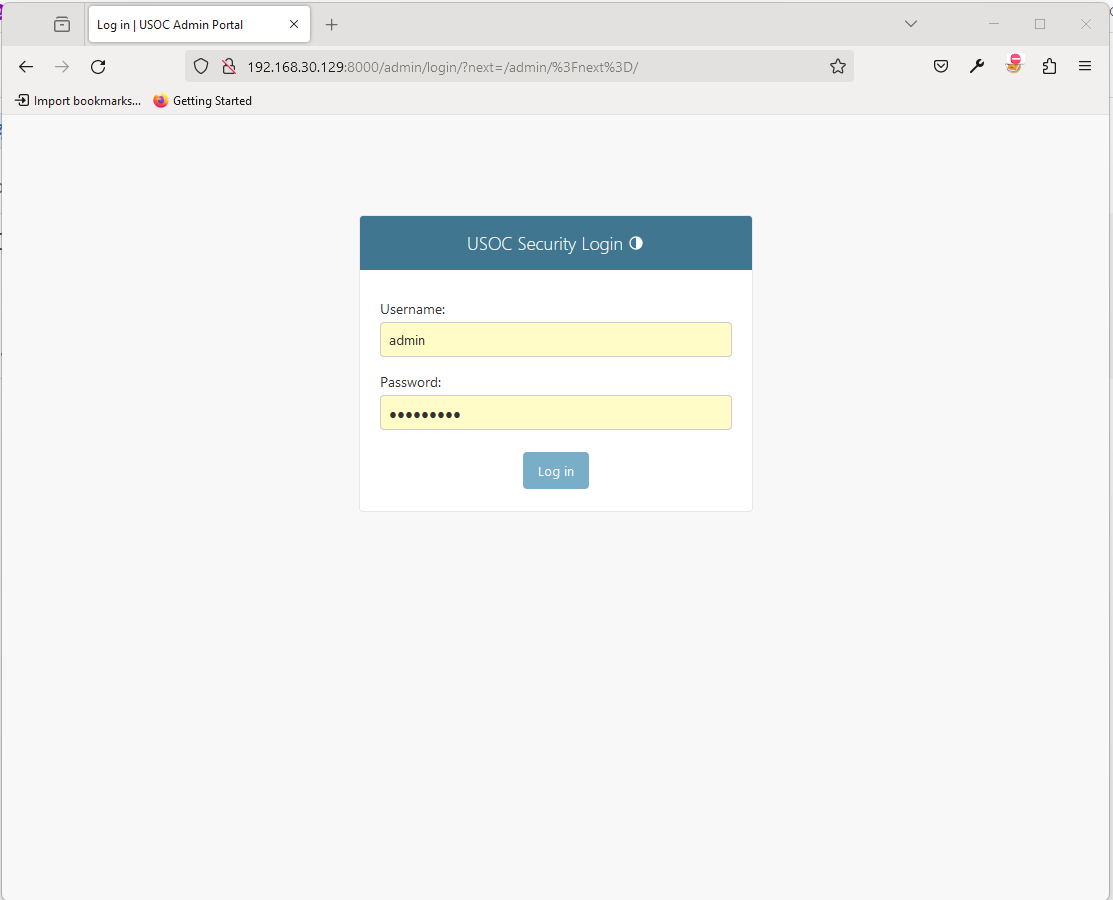 Log in | USOC Admin Portal
192.168.30.129:8000/admin/login/?next=/admin/%3Fnext%3D/
Import bookmarks... Getting Started
USOC Security Login
Username:
admin
Password:
•••••••••
Log in